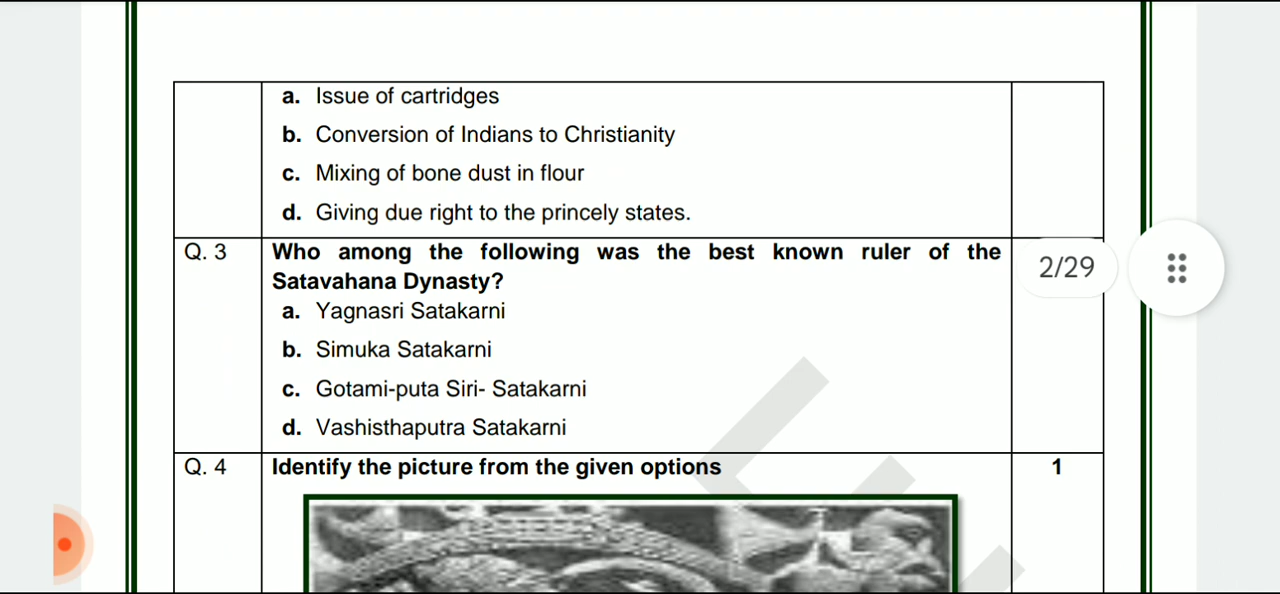 a. Issue of cartridges
b. Conversion of Indians to Christianity
c. Mixing of bone dust in flour
d. Giving due right to the princely states.
Q. 3 Who among the following was the best known ruler of the
Satavahana Dynasty?
2/29
a. Yagnasri Satakarni
b. Simuka Satakarni
c. Gotami-puta Siri- Satakarni
d. Vashisthaputra Satakarni
Q. 4 Identify the picture from the given options 1